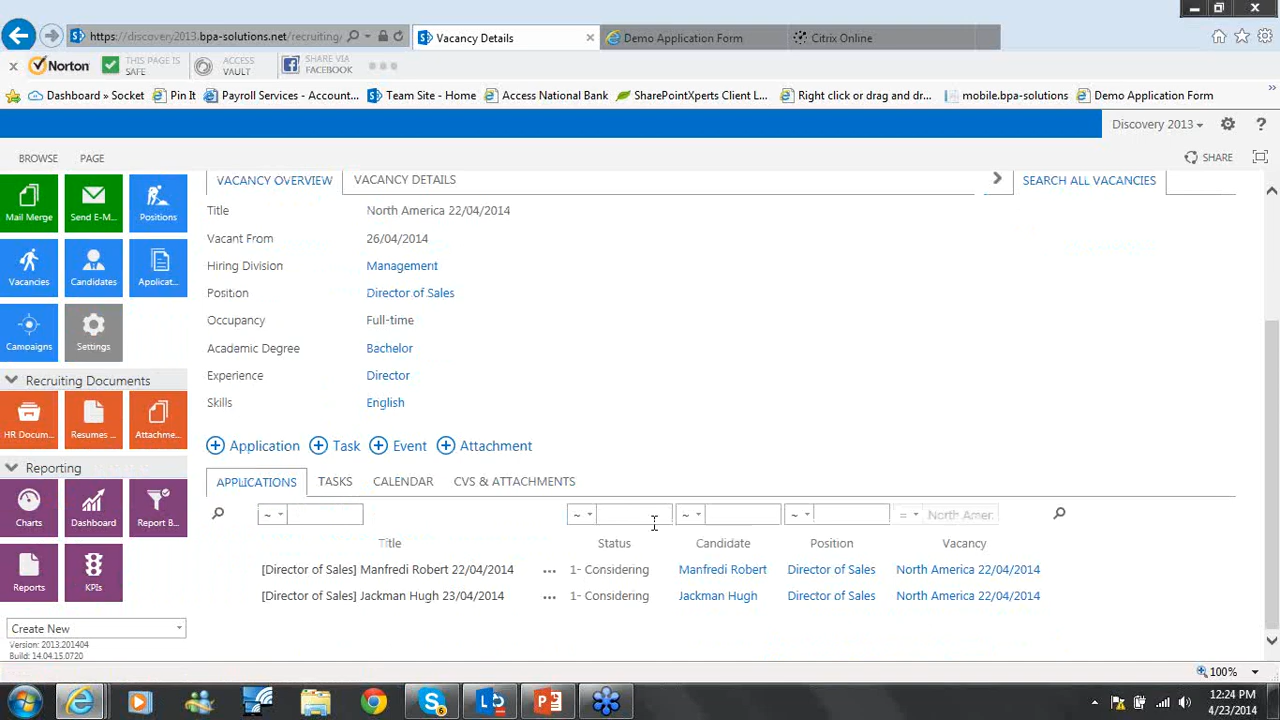 https://discovery2013.bpa-solutions.net/recruiting/
Vacancy Details
Demo Application Form
Citrix Online
Norton
THIS PAGE IS SAFE
ACCESS VAULT
SHARE VIA FACEBOOK
Dashboard » Socket
Pin It
Payroll Services - Account...
Team Site - Home
Access National Bank
SharePointXperts Client L...
Right click or drag and dr...
mobile.bpa-solutions
Demo Application Form
Discovery 2013
BROWSE
PAGE
SHARE
Mail Merge
Send E-M...
Positions
Vacancies
Candidates
Applicat...
Campaigns
Settings
Recruiting Documents
HR Docum...
Resumes ...
Attachme...
Reporting
Charts
Dashboard
Report B...
Reports
KPIs
Create New
Version: 2013.201404
Build: 14.04.15.0720
VACANCY OVERVIEW
VACANCY DETAILS
SEARCH ALL VACANCIES
Title North America 22/04/2014
Vacant From 26/04/2014
Hiring Division Management
Position Director of Sales
Occupancy Full-time
Academic Degree Bachelor
Experience Director
Skills English
Application Task Event Attachment
APPLICATIONS TASKS CALENDAR CVS & ATTACHMENTS
~ ~ ~ ~ = North Amer.
Title Status Candidate Position Vacancy
[Director of Sales] Manfredi Robert 22/04/2014 ... 1- Considering Manfredi Robert Director of Sales North America 22/04/2014
[Director of Sales] Jackman Hugh 23/04/2014 ... 1- Considering Jackman Hugh Director of Sales North America 22/04/2014
100%
12:24 PM
4/23/2014